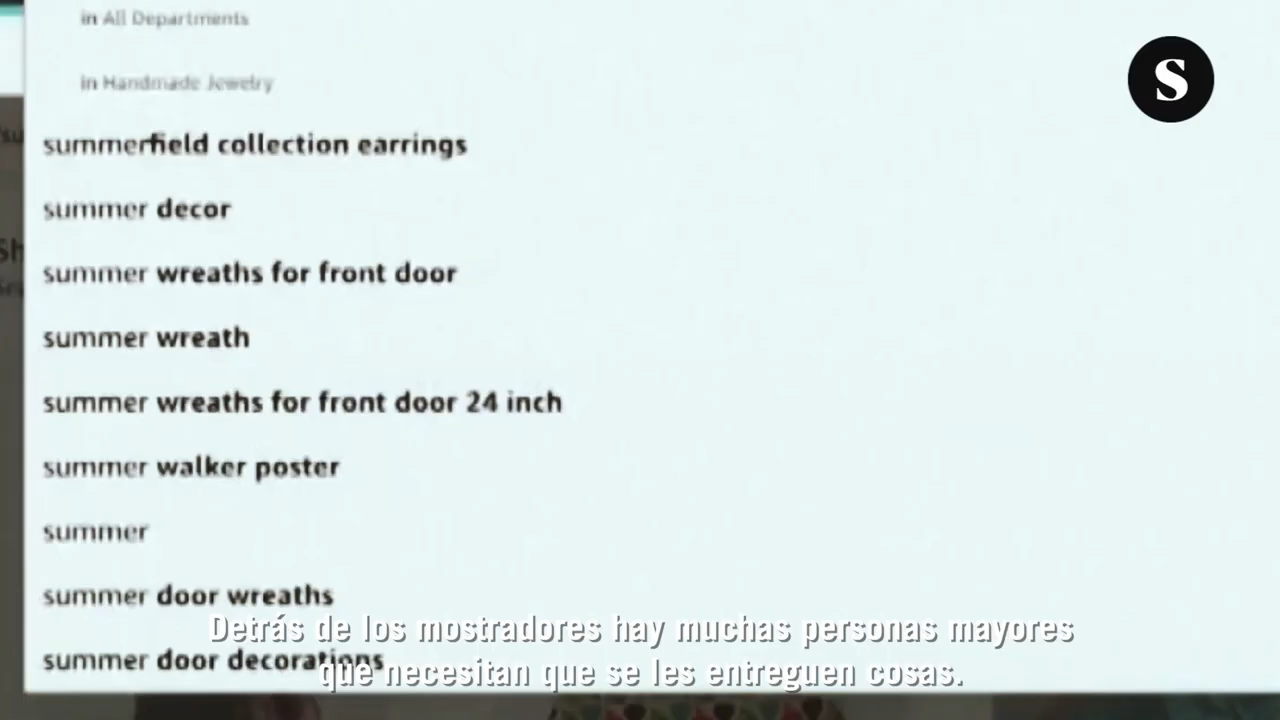 in All Departments
in Handmade Jewelry
S
summerfield collection earrings
summer decor
summer wreaths for front door
summer wreath
summer wreaths for front door 24 inch
summer walker poster
summer
summer door wreaths
summer door decorations
Detrás de los mostradores hay muchas personas mayores
que necesitan que se les entreguen cosas.